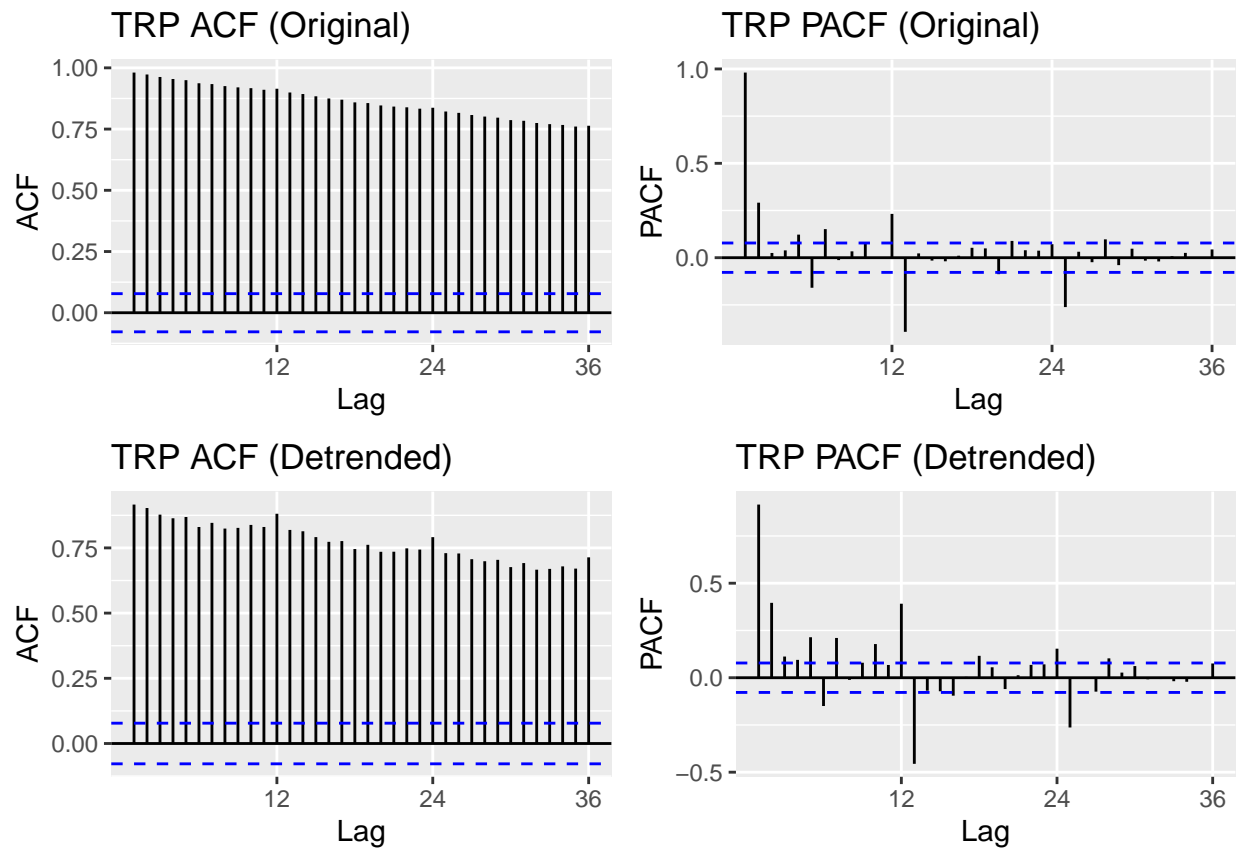 TRP ACF (Original)
1.00
0.75
0.50
0.25
0.00
ACF
12
24
36
Lag
TRP PACF (Original)
1.0
0.5
0.0
PACF
12
24
36
Lag
TRP ACF (Detrended)
0.75
0.50
0.25
0.00
ACF
12
24
36
Lag
TRP PACF (Detrended)
0.5
0.0
−0.5
PACF
12
24
36
Lag